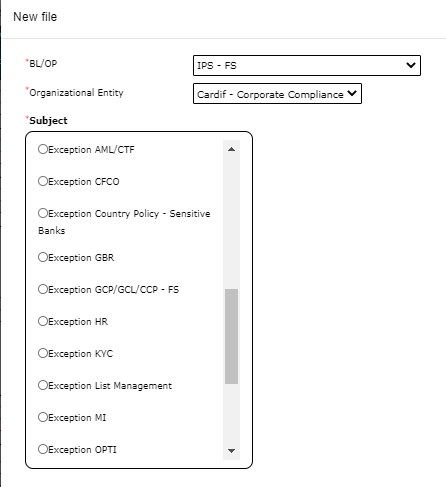 New file
*BL/OP
IPS - FS
*Organizational Entity
Cardif - Corporate Compliance
*Subject
Exception AML/CTF
Exception CFCO
Exception Country Policy - Sensitive
Banks
Exception GBR
Exception GCP/GCL/CCP - FS
Exception HR
Exception KYC
Exception List Management
Exception MI
Exception OPTI